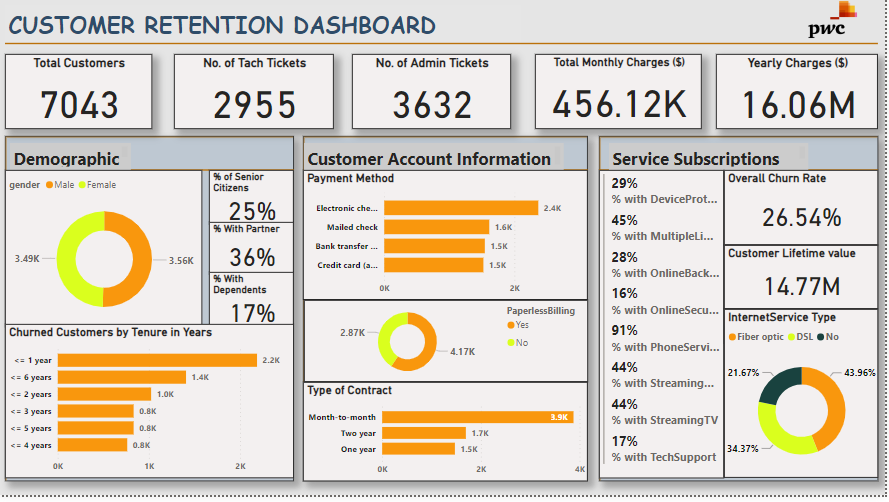 CUSTOMER RETENTION DASHBOARD
pwc
Total Customers
7043
No. of Tach Tickets
2955
No. of Admin Tickets
3632
Total Monthly Charges ($)
456.12K
Yearly Charges ($)
16.06M
Demographic
gender Male Female
3.49K
3.56K
% of Senior
Citizens
25%
% With Partner
36%
% With
Dependents
17%
Churned Customers by Tenure in Years
<= 1 year 2.2K
<= 6 years 1.4K
<= 2 years 1.0K
<= 3 years 0.8K
<= 5 years 0.8K
<= 4 years 0.8K
0K 1K 2K
Customer Account Information
Payment Method
Electronic che... 2.4K
Mailed check 1.6K
Bank transfer ... 1.5K
Credit card (a... 1.5K
0K 2K
PaperlessBilling
Yes
No
2.87K
4.17K
Type of Contract
Month-to-month 3.9K
Two year 1.7K
One year 1.5K
0K 2K 4K
Service Subscriptions
29%
% with DeviceProt...
45%
% with MultipleLi...
28%
% with OnlineBack...
16%
% with OnlineSecu...
91%
% with PhoneServi...
44%
% with Streaming...
44%
% with StreamingTV
17%
% with TechSupport
Overall Churn Rate
26.54%
Customer Lifetime value
14.77M
InternetService Type
Fiber optic DSL No
21.67%
43.96%
34.37%